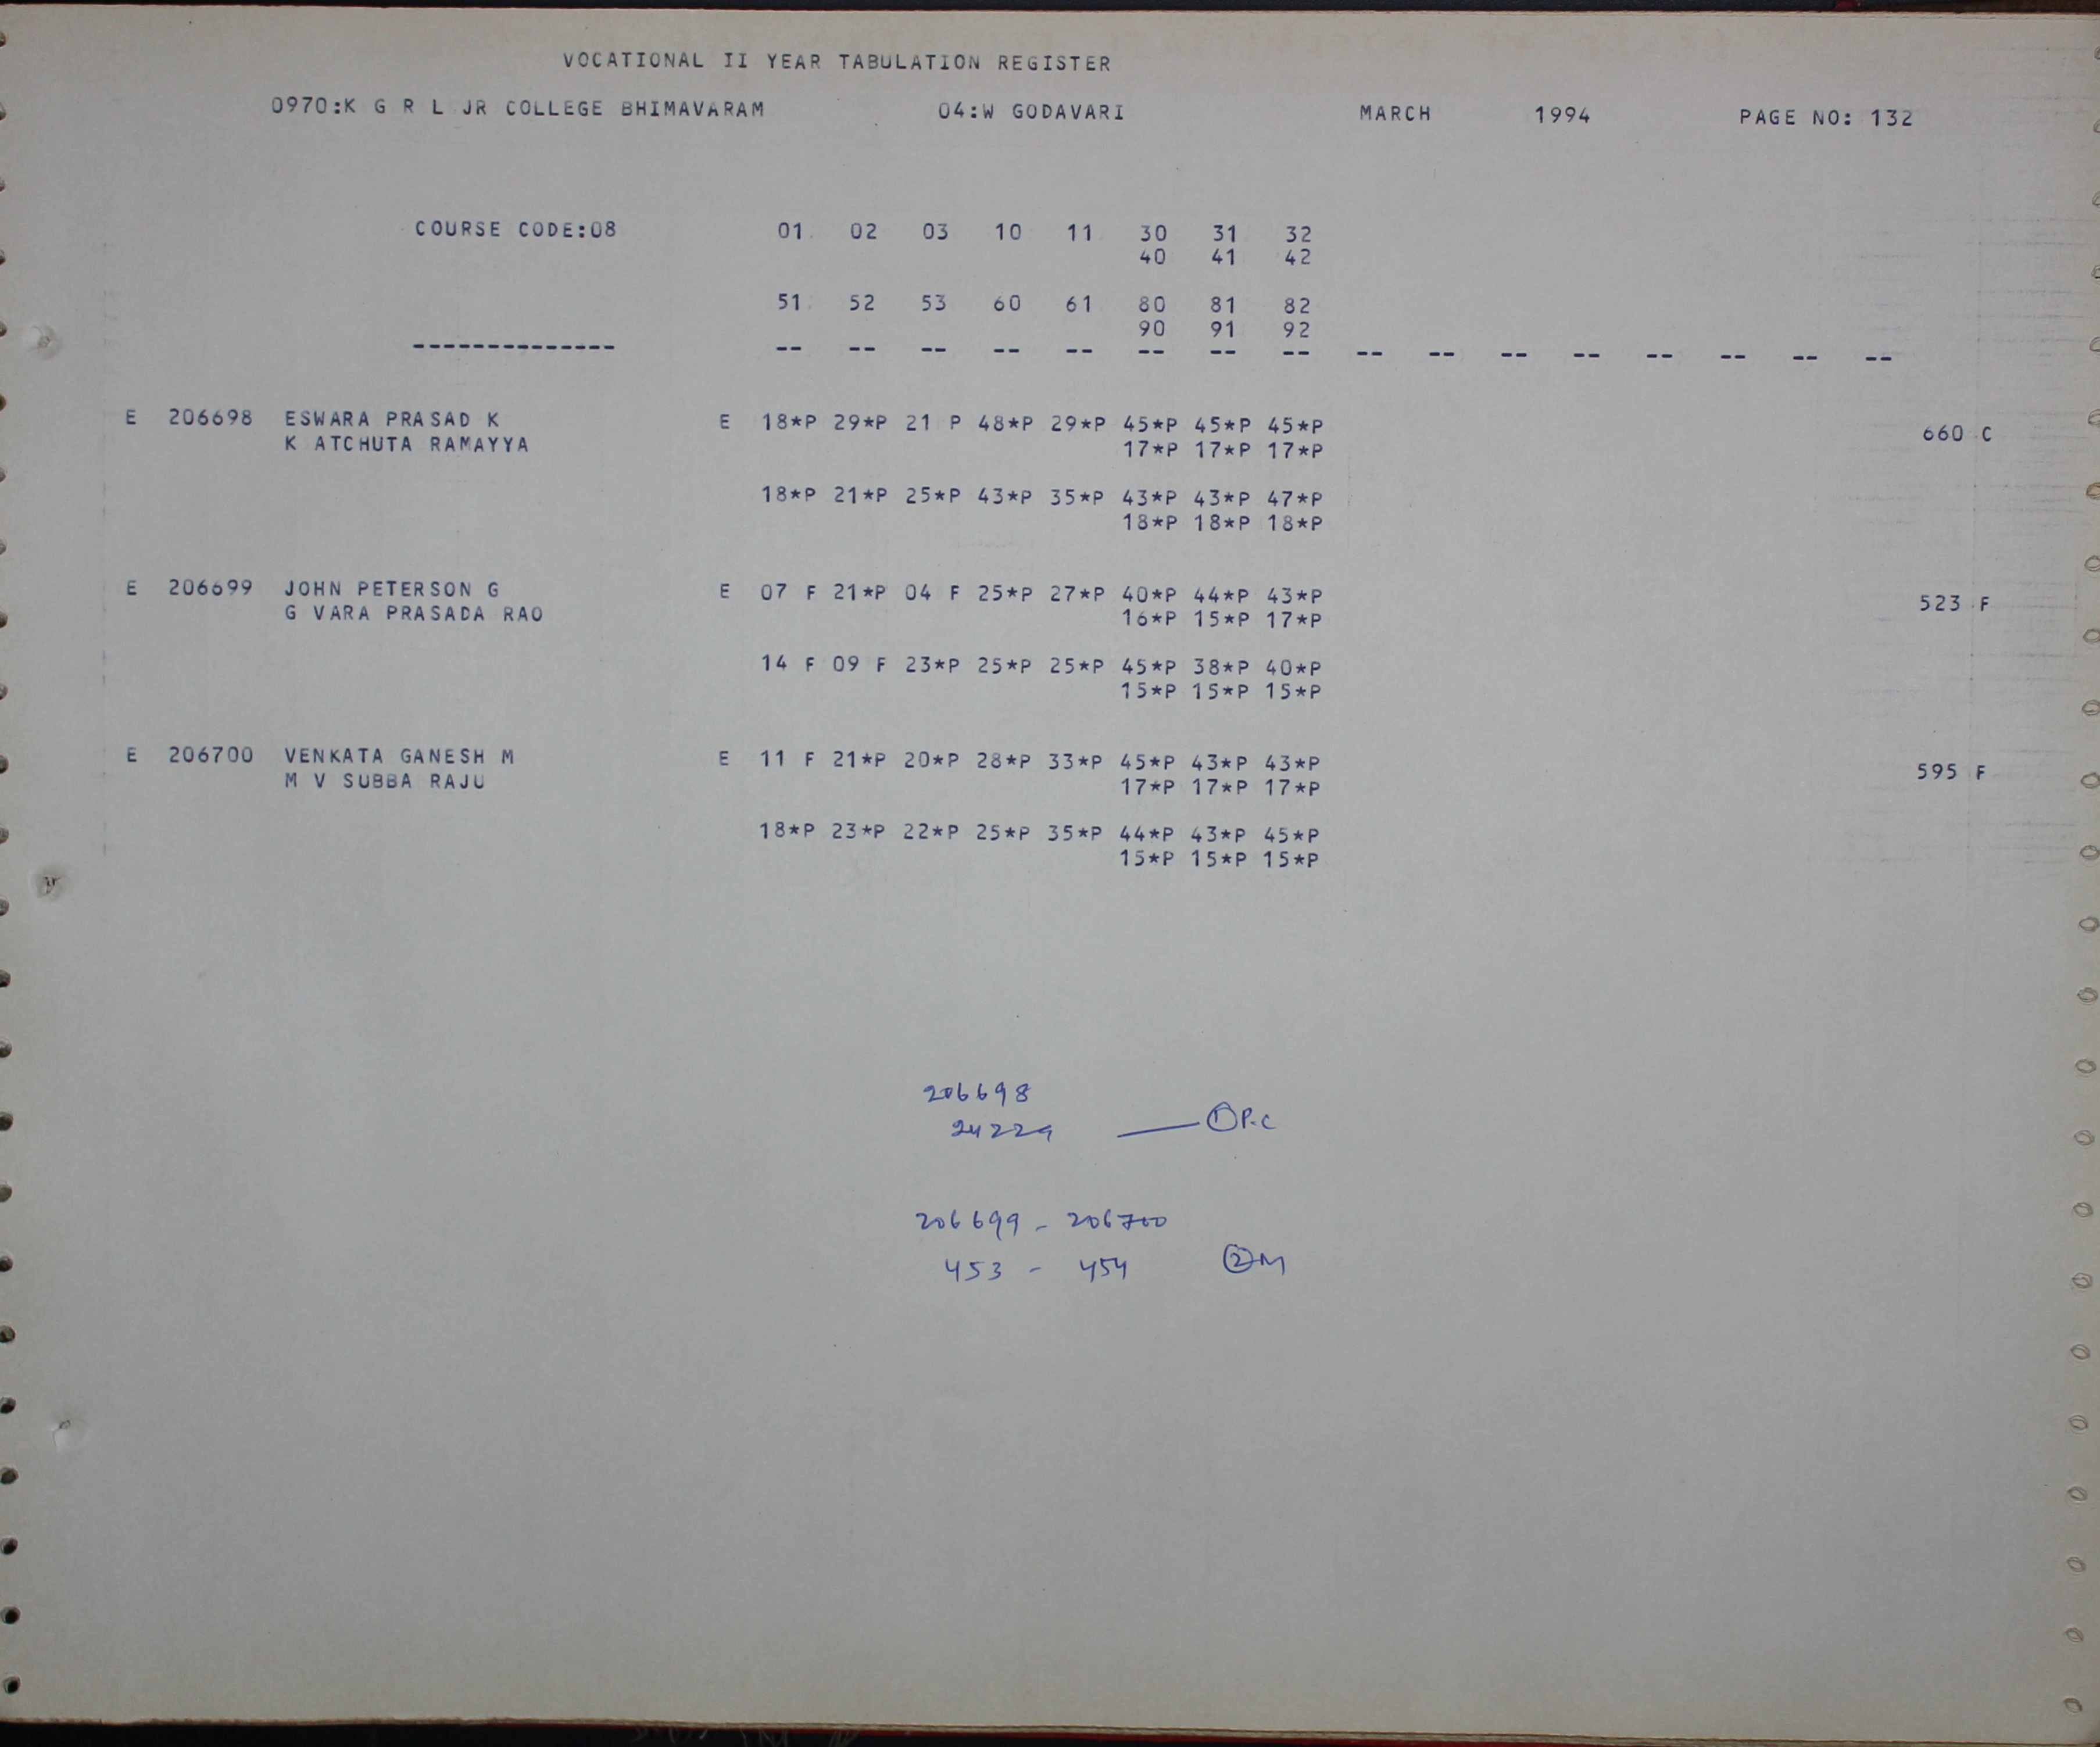 VOCATIONAL II YEAR TABULATION REGISTER
0970:K G R L JR COLLEGE BHIMAVARAM 04:W GODAVARI MARCH 1994 PAGE NO: 132
COURSE CODE:08 01 02 03 10 11 30 31 32
40 41 42
51 52 53 60 61 80 81 82
90 91 92
-------------- -- -- -- -- -- -- -- -- -- -- -- -- -- -- -- --
E 206698 ESWARA PRASAD K E 18*P 29*P 21 P 48*P 29*P 45*P 45*P 45*P 660 C
K ATCHUTA RAMAYYA 17*P 17*P 17*P
18*P 21*P 25*P 43*P 35*P 43*P 43*P 47*P
18*P 18*P 18*P
E 206699 JOHN PETERSON G E 07 F 21*P 04 F 25*P 27*P 40*P 44*P 43*P 523 F
G VARA PRASADA RAO 16*P 15*P 17*P
14 F 09 F 23*P 25*P 25*P 45*P 38*P 40*P
15*P 15*P 15*P
E 206700 VENKATA GANESH M E 11 F 21*P 20*P 28*P 33*P 45*P 43*P 43*P 595 F
M V SUBBA RAJU 17*P 17*P 17*P
18*P 23*P 22*P 25*P 35*P 44*P 43*P 45*P
15*P 15*P 15*P
206698
24229 — ① P.C
206699 - 206700
453 - 454 ② M